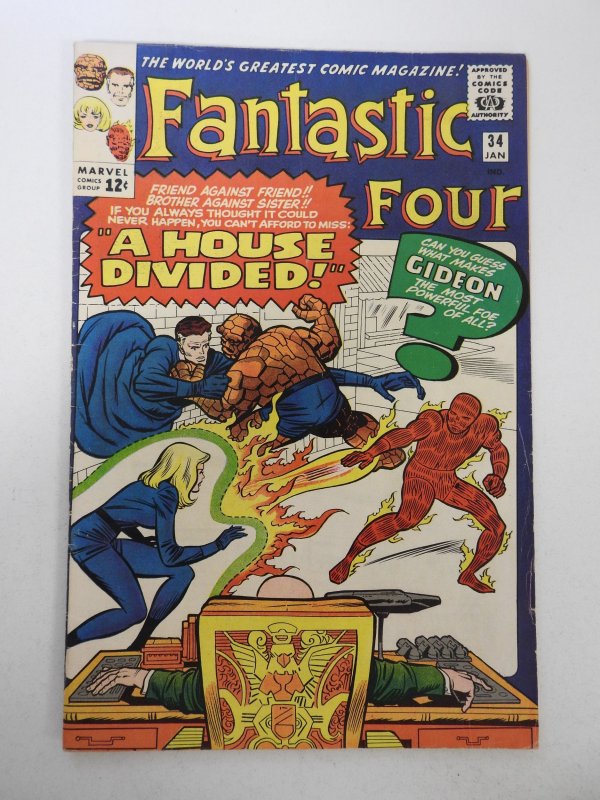 THE WORLD'S GREATEST COMIC MAGAZINE!
APPROVED
BY THE
COMICS
CODE
CA
AUTHORITY
Fantastic
Four
34
JAN
IND.
MARVEL
COMICS
GROUP
12¢
FRIEND AGAINST FRIEND!!
BROTHER AGAINST SISTER!!
IF YOU ALWAYS THOUGHT IT COULD
NEVER HAPPEN, YOU CAN'T AFFORD TO MISS:
"A HOUSE
DIVIDED!"
CAN YOU GUESS
WHAT MAKES
GIDEON
THE MOST
POWERFUL FOE
OF ALL?